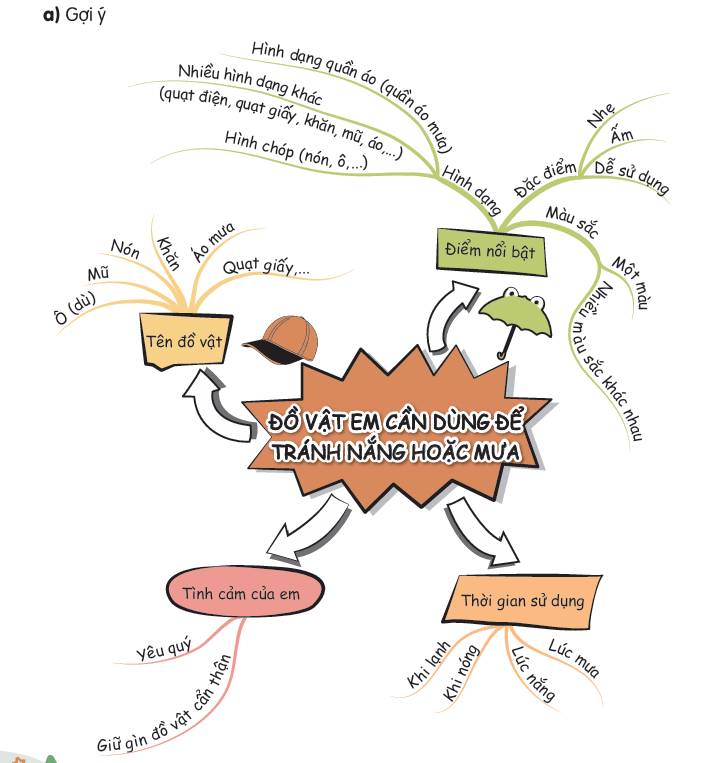 a) Gợi ý
Hình dạng quần áo (quần áo mưa)
Nhiều hình dạng khác
(quạt điện, quạt giấy, khăn, mũ, áo,...)
Hình chóp (nón, ô,...)
Hình dạng
Đặc điểm
Nhẹ
Ấm
Dễ sử dụng
Màu sắc
Một màu
Nhiều màu sắc khác nhau
Điểm nổi bật
Ô (dù)
Mũ
Nón
Khăn
Áo mưa
Quạt giấy,...
Tên đồ vật
ĐỒ VẬT EM CẦN DÙNG ĐỂ
TRÁNH NẮNG HOẶC MƯA
Tình cảm của em
Yêu quý
Giữ gìn đồ vật cẩn thận
Thời gian sử dụng
Khi lạnh
Khi nóng
Lúc nắng
Lúc mưa